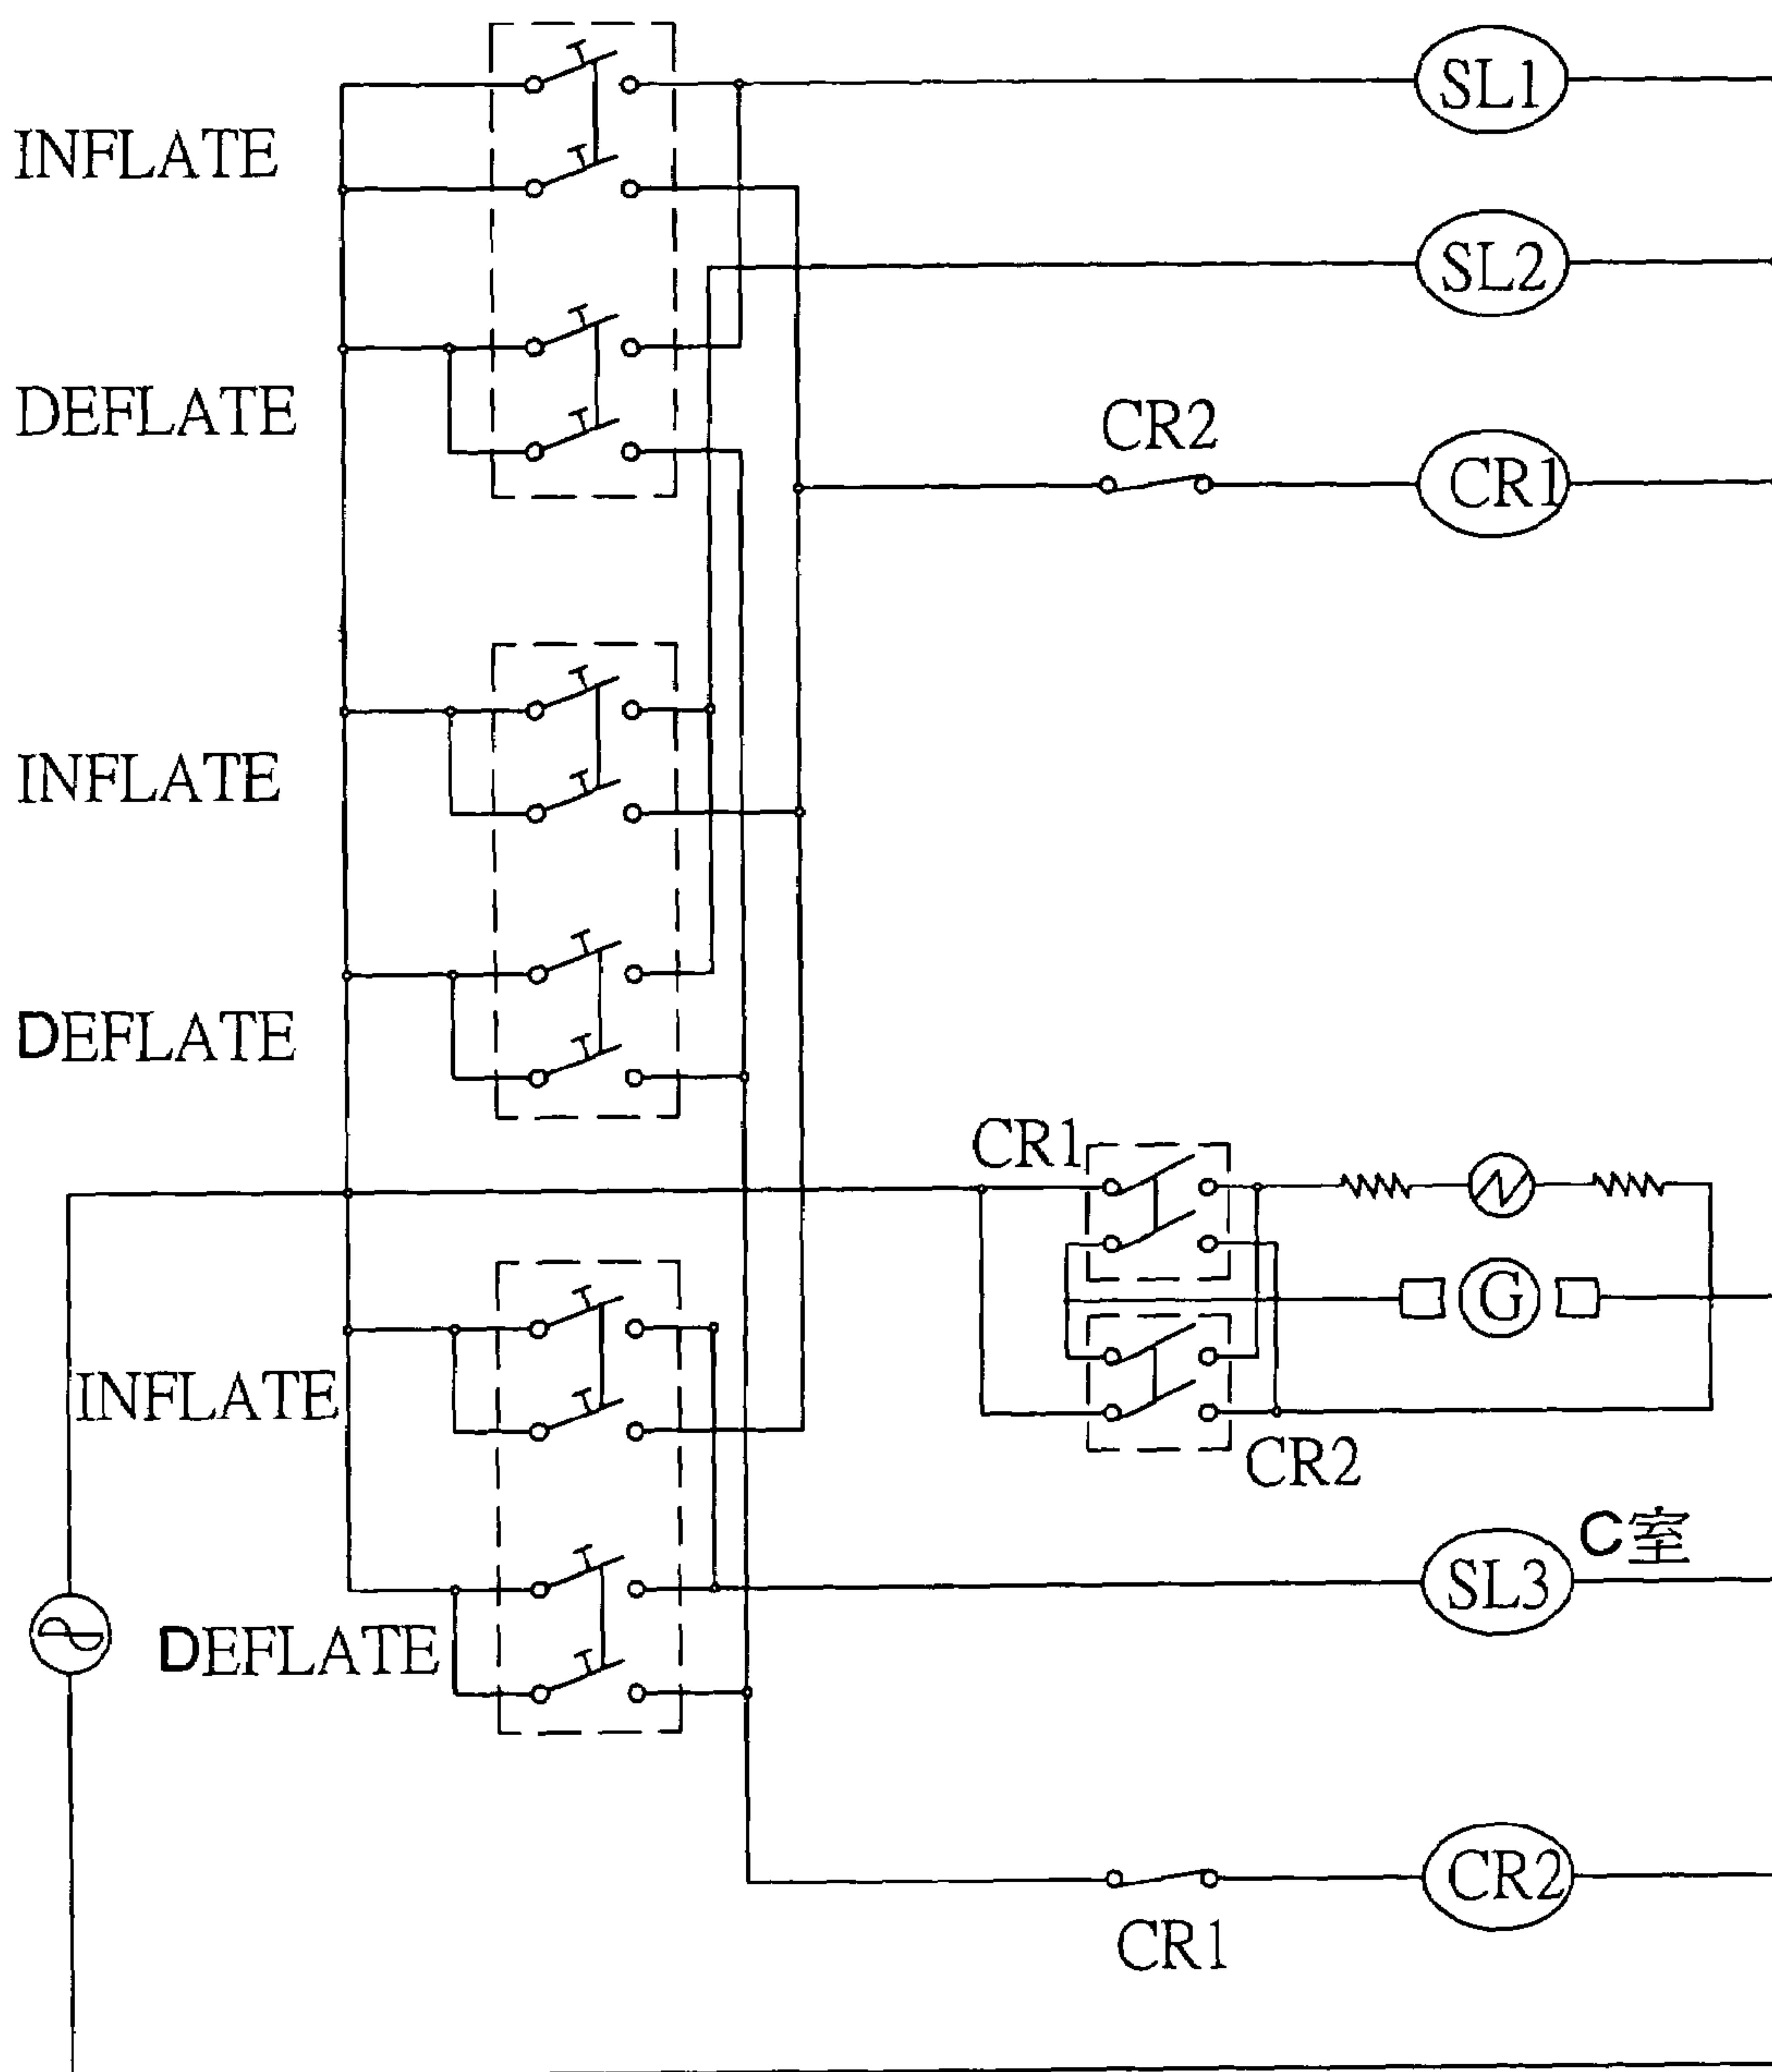 SL1
INFLATE
SL2
DEFLATE
CR2
CR1
INFLATE
DEFLATE
CR1
G
INFLATE
CR2
C室
SL3
DEFLATE
CR2
CR1